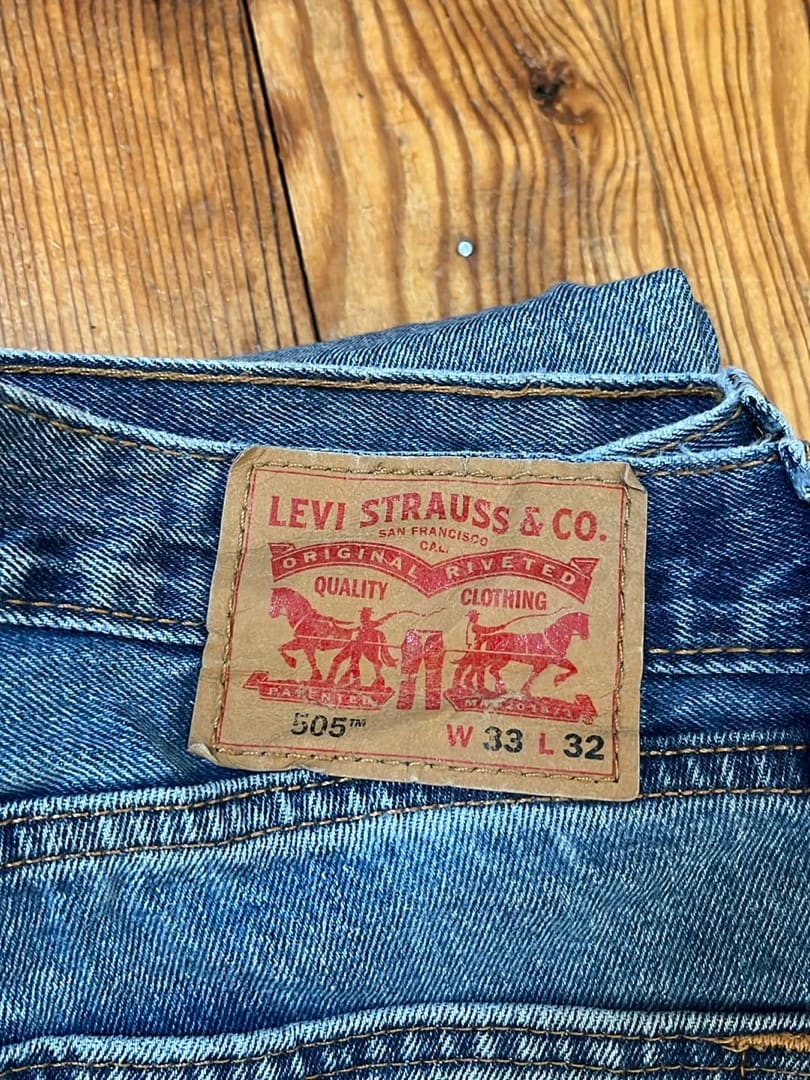 LEVI STRAUSS & CO.
SAN FRANCISCO
CAL.
ORIGINAL RIVETED
QUALITY CLOTHING
505™ W 33 L 32